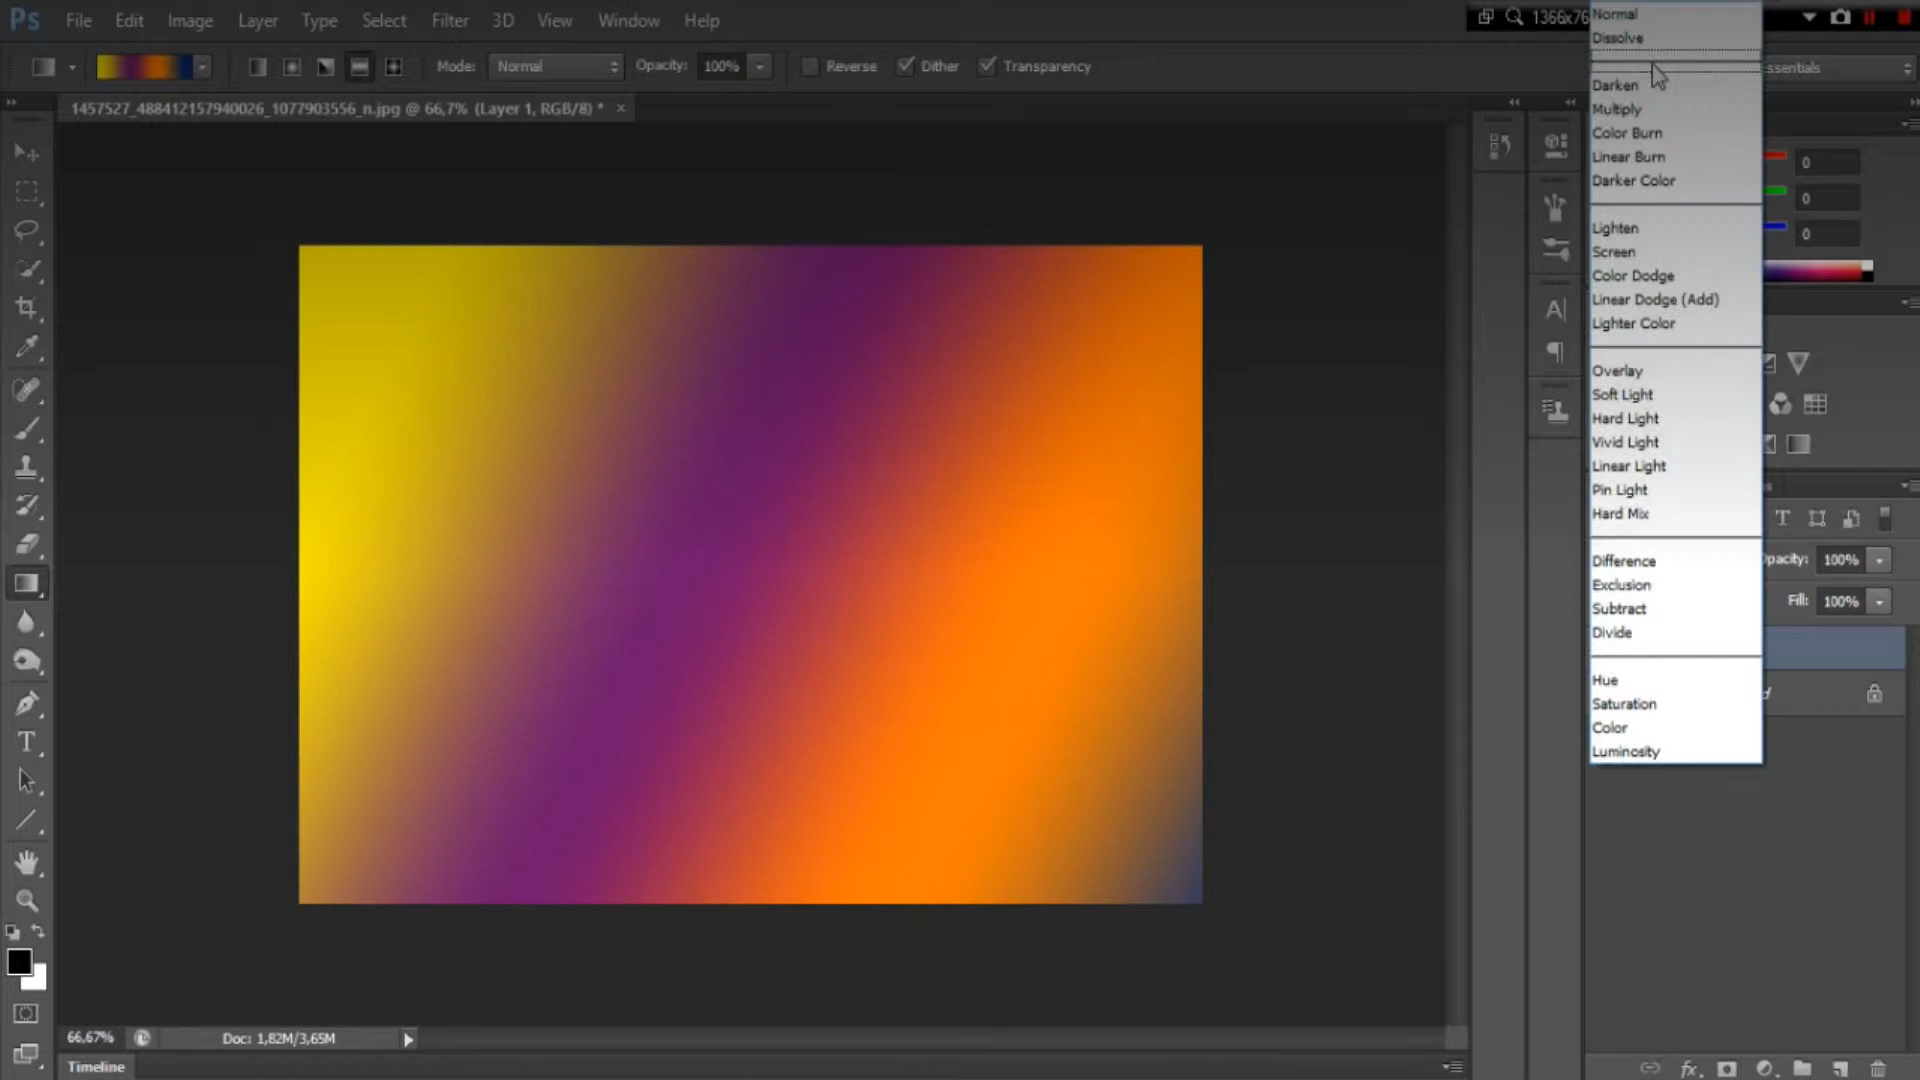 Ps File Edit Image Layer Type Select Filter 3D View Window Help
1366x76
Mode: Normal Opacity: 100% Reverse Dither Transparency
1457527_488412157940026_1077903556_n.jpg @ 66,7% (Layer 1, RGB/8) * ×
Normal
Dissolve
Darken
Multiply
Color Burn
Linear Burn
Darker Color
Lighten
Screen
Color Dodge
Linear Dodge (Add)
Lighter Color
Overlay
Soft Light
Hard Light
Vivid Light
Linear Light
Pin Light
Hard Mix
Difference
Exclusion
Subtract
Divide
Hue
Saturation
Color
Luminosity
ssentials
0
0
0
pacity: 100%
Fill: 100%
d
66,67% Doc: 1,82M/3,65M
Timeline